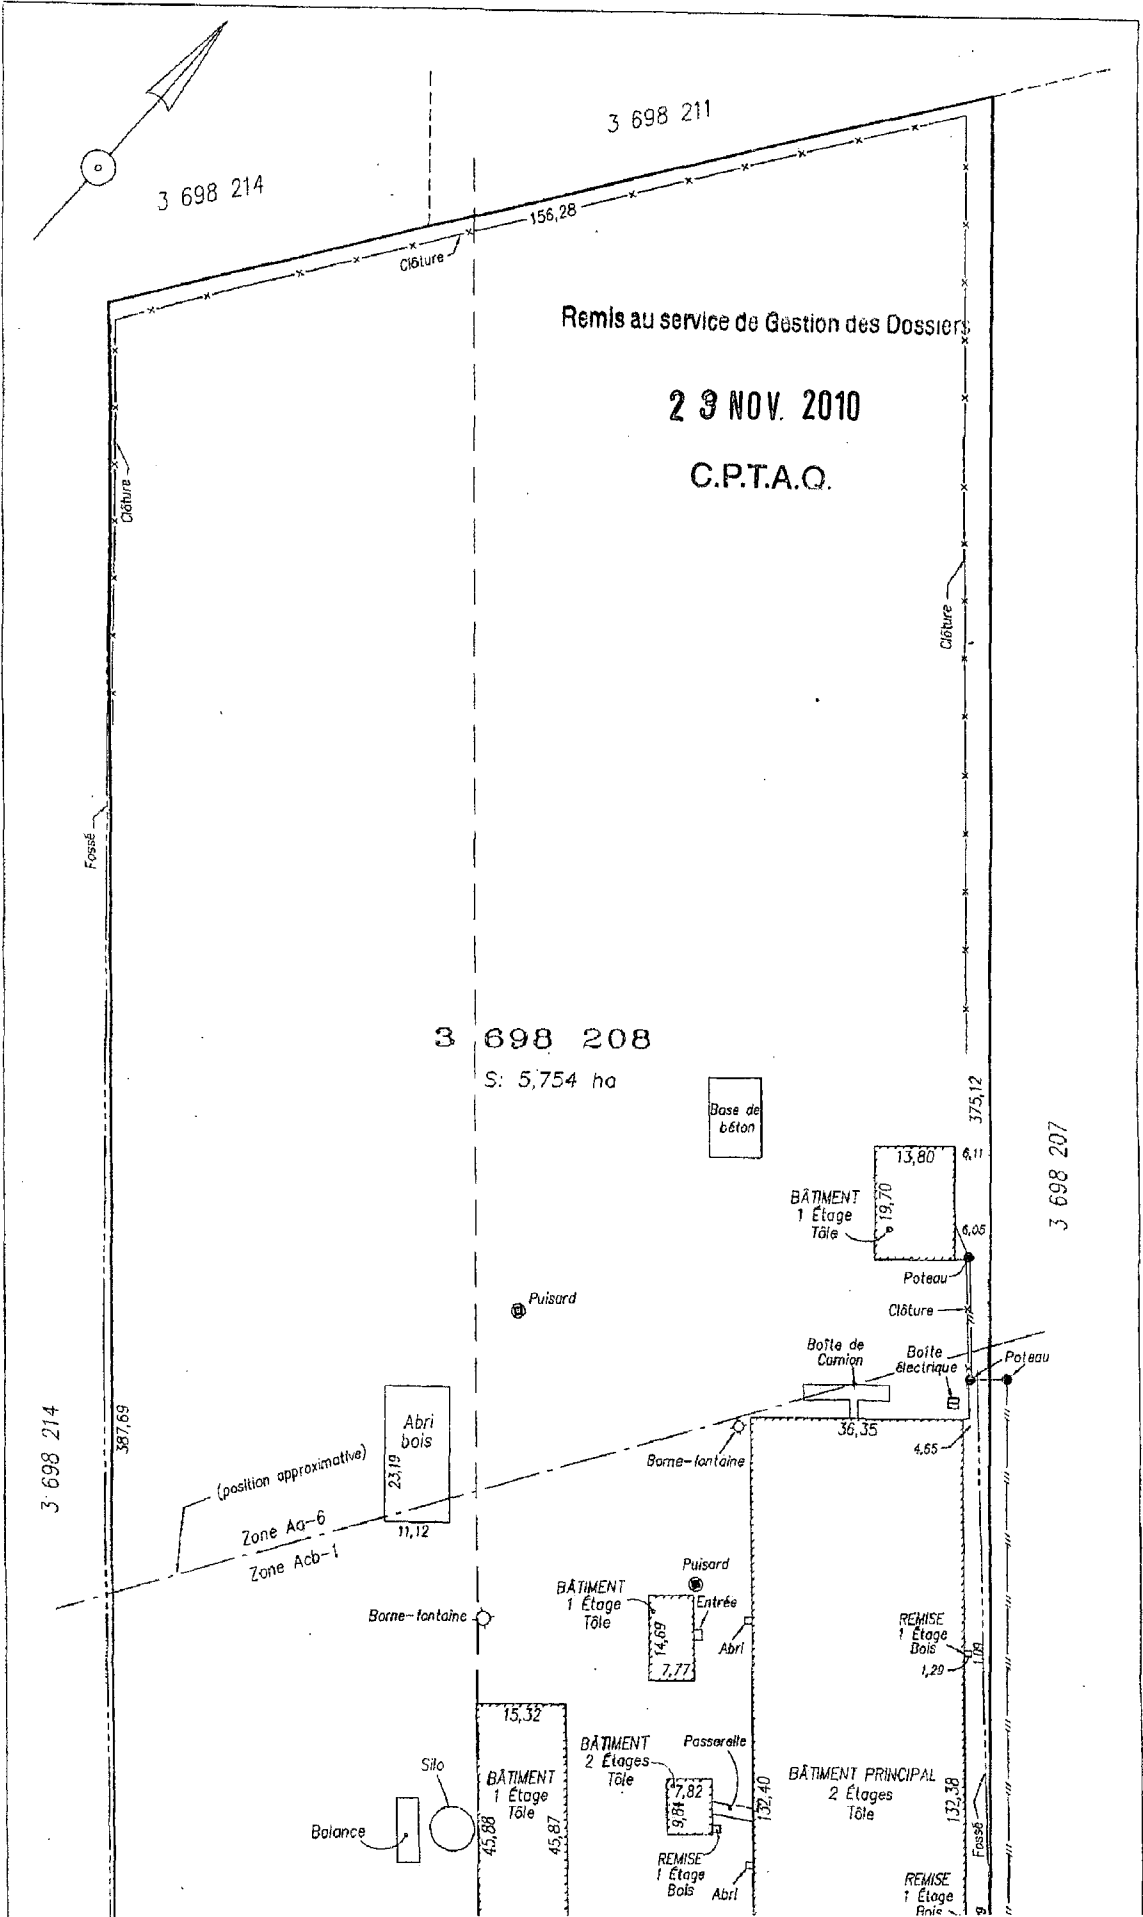 3 698 211
3 698 214
156,28
Clôture
Remis au service de Gestion des Dossiers
23 NOV. 2010
C.P.T.A.Q.
Clôture
Clôture
Fossé
3 698 208
S: 5,754 ha
Base de
béton
375,12
3 698 207
13,80
6,11
BÂTIMENT
1 Étage
Tôle
19,70
6,05
Poteau
Puisard
Clôture
Boîte de
Camion
Boîte
électrique
Poteau
3 698 214
387,69
Abri
bois
23,19
11,12
36,35
4,65
Borne-fontaine
(position approximative)
Zone Aa-6
Zone Acb-1
Puisard
BÂTIMENT
1 Étage
Tôle
Entrée
14,69
7,77
Abri
Borne-fontaine
REMISE
1 Étage
Bois
1,29
1,09
15,32
BÂTIMENT
2 Étages
Tôle
Passerelle
Silo
BÂTIMENT
1 Étage
Tôle
7,82
9,81
132,40
BÂTIMENT PRINCIPAL
2 Étages
Tôle
132,38
Balance
45,88
45,87
Fossé
REMISE
1 Étage
Bois
Abri
REMISE
1 Étage
Bois